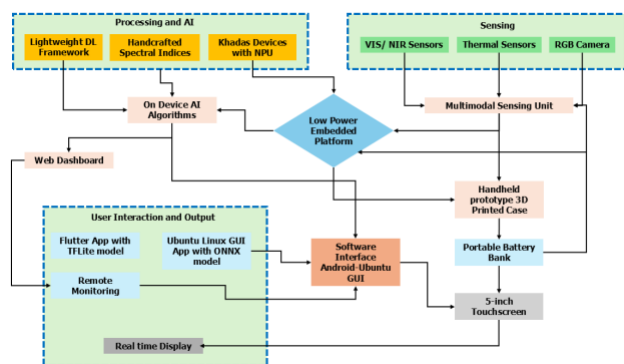 Processing and AI
Sensing
Lightweight DL
Framework
Handcrafted
Spectral Indices
Khadas Devices
with NPU
VIS/ NIR Sensors
Thermal Sensors
RGB Camera
On Device AI
Algorithms
Low Power
Embedded
Platform
Multimodal Sensing Unit
Web Dashboard
Handheld
prototype 3D
Printed Case
User Interaction and Output
Flutter App with
TFLite model
Ubuntu Linux GUI
App with ONNX
model
Software
Interface
Android-Ubuntu
GUI
Portable Battery
Bank
Remote
Monitoring
5-inch
Touchscreen
Real time Display